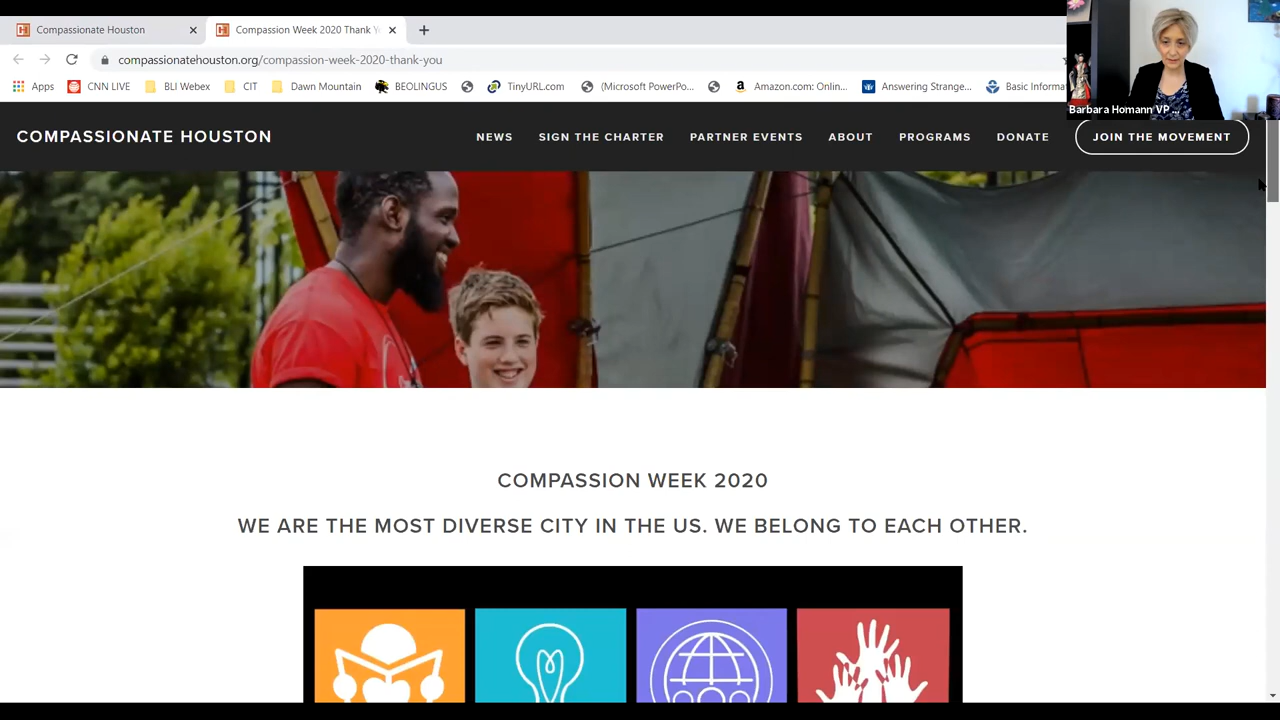 Compassionate Houston
Compassion Week 2020 Thank Y
compassionatehouston.org/compassion-week-2020_thank-you
Apps
CNN LIVE
BLI Webex
CIT
Dawn Mountain
BEOLINGUS
TinyURL.com
(Microsoft PowerPo...
Amazon.com: Onlin...
Answering Strange...
Basic Informa
Barbara Homann VP ...
COMPASSIONATE HOUSTON
NEWS
SIGN THE CHARTER
PARTNER EVENTS
ABOUT
PROGRAMS
DONATE
JOIN THE MOVEMENT
COMPASSION WEEK 2020
WE ARE THE MOST DIVERSE CITY IN THE US. WE BELONG TO EACH OTHER.